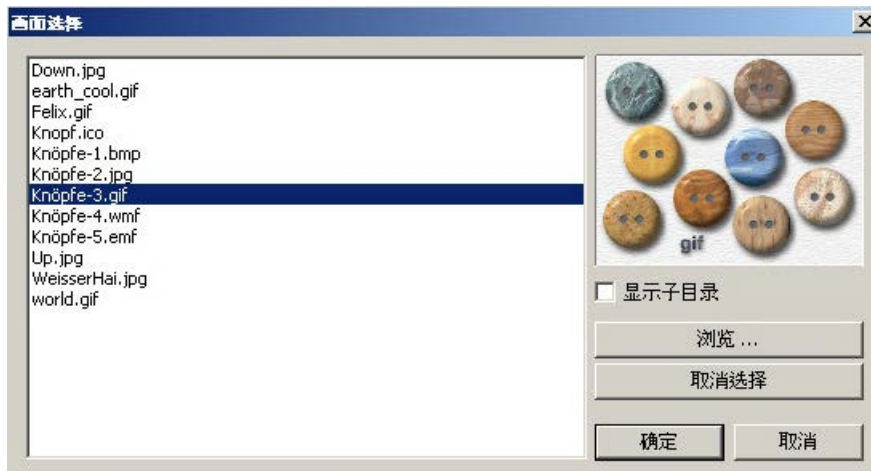 画面选择
Down.jpg
earth_cool.gif
Felix.gif
Knopf.ico
Knöpfe-1.bmp
Knöpfe-2.jpg
Knöpfe-3.gif
Knöpfe-4.wmf
Knöpfe-5.emf
Up.jpg
WeisserHai.jpg
world.gif
gif
显示子目录
浏览 ...
取消选择
确定
取消